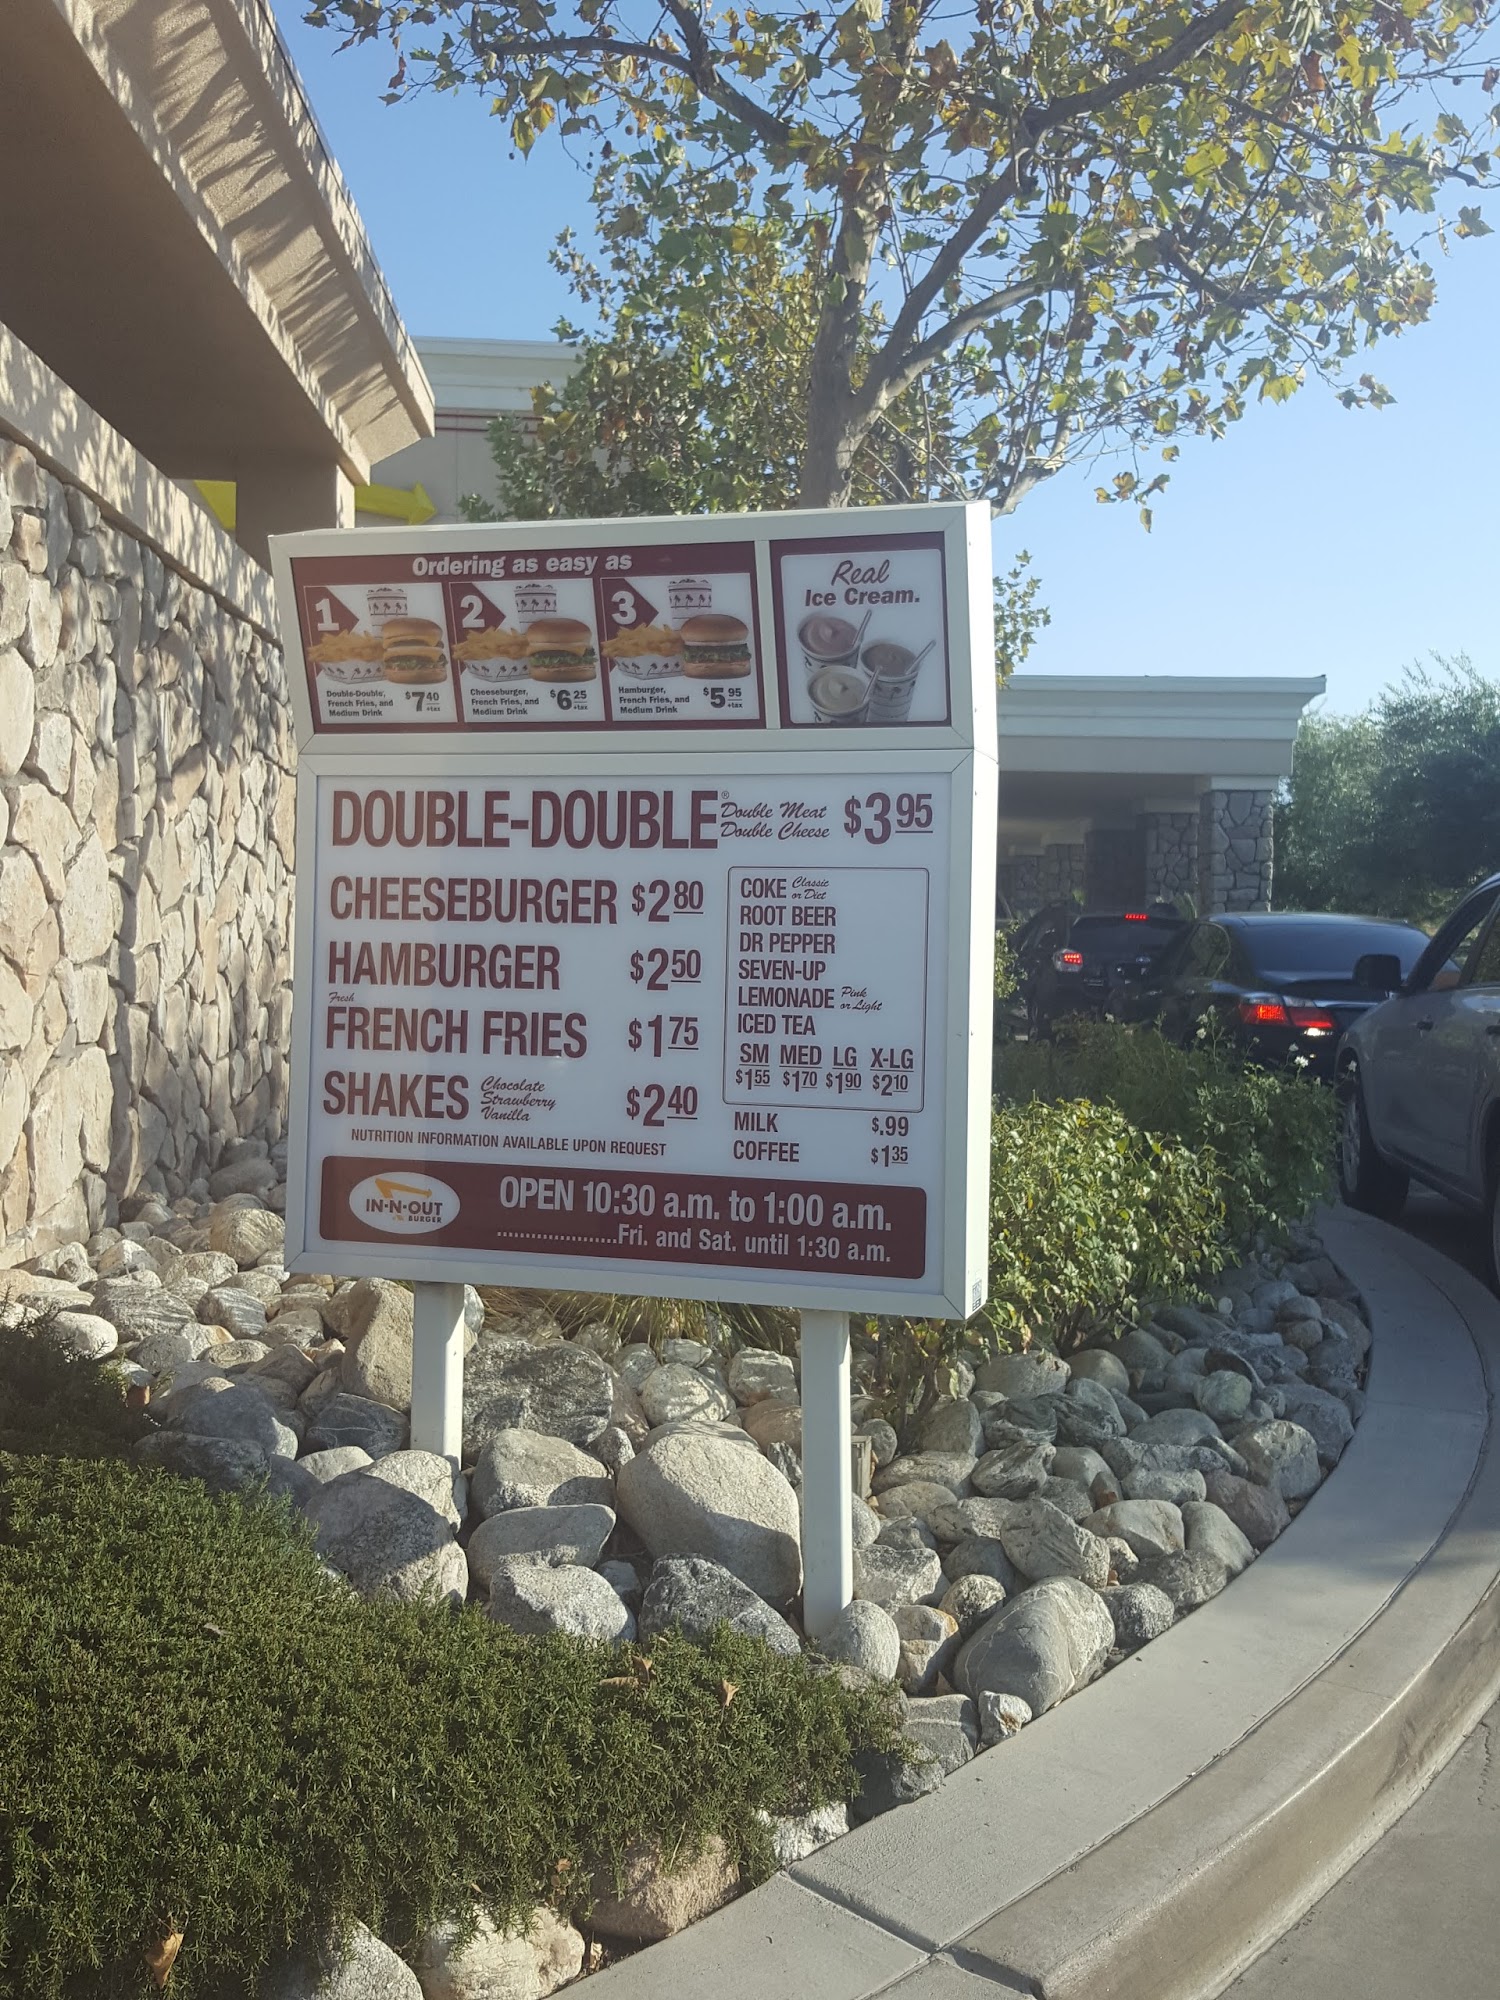 Ordering as easy as
1
Double-Double,
French Fries, and
Medium Drink
$7 40
+tax
2
Cheeseburger,
French Fries, and
Medium Drink
$6 25
+tax
3
Hamburger,
French Fries, and
Medium Drink
$5 95
+tax
Real
Ice Cream.
DOUBLE-DOUBLE® Double Meat Double Cheese $3 95
CHEESEBURGER $2 80
HAMBURGER $2 50
Fresh
FRENCH FRIES $1 75
SHAKES Chocolate Strawberry Vanilla $2 40
NUTRITION INFORMATION AVAILABLE UPON REQUEST
COKE Classic or Diet
ROOT BEER
DR PEPPER
SEVEN-UP
LEMONADE Pink or Light
ICED TEA
SM MED LG X-LG
$1 55 $1 70 $1 90 $2 10
MILK $.99
COFFEE $1 35
IN-N-OUT
BURGER
OPEN 10:30 a.m. to 1:00 a.m.
.....................Fri. and Sat. until 1:30 a.m.